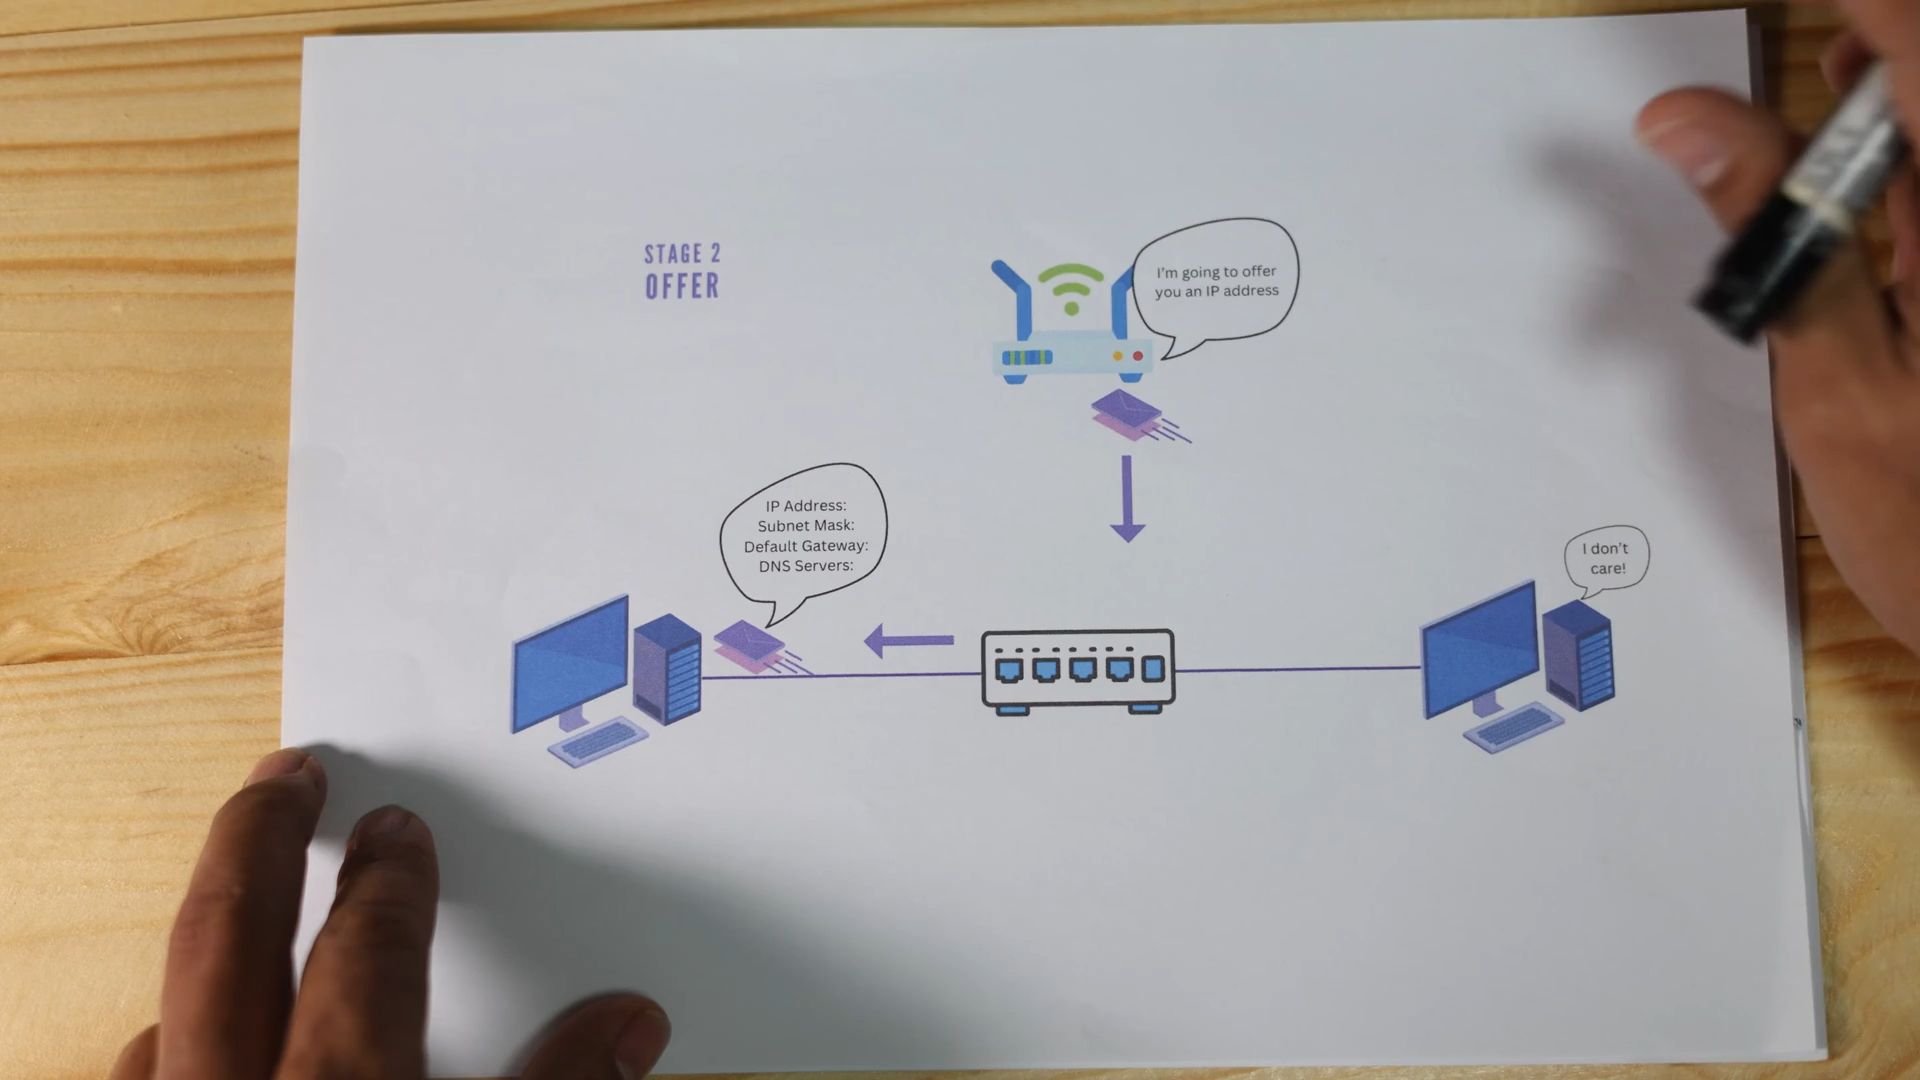 STAGE 2
OFFER
I'm going to offer
you an IP address
IP Address:
Subnet Mask:
Default Gateway:
DNS Servers:
I don't
care!